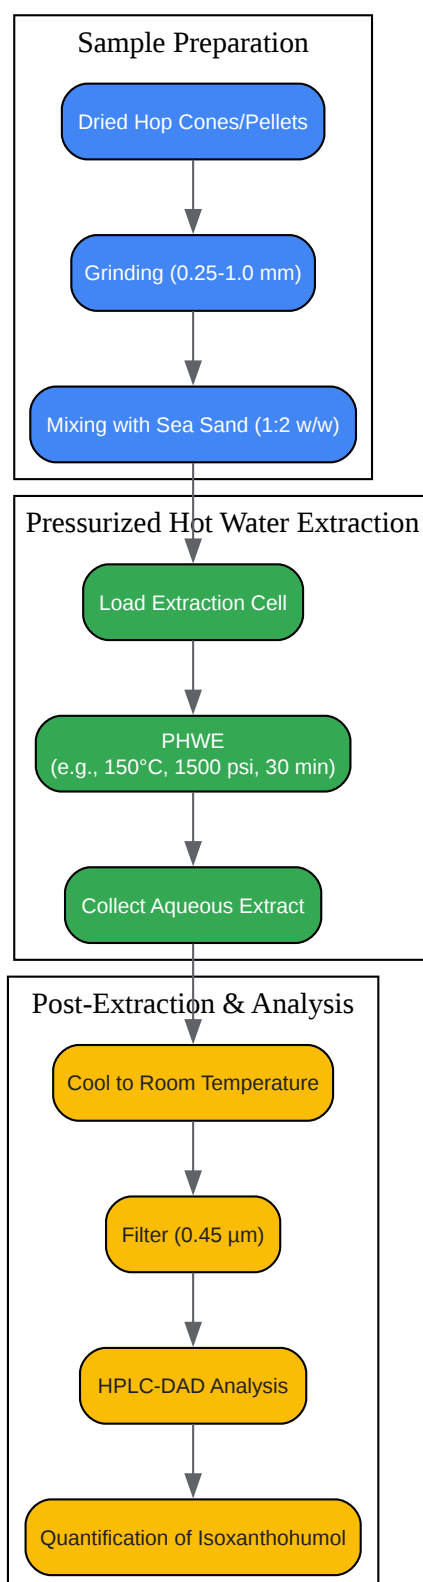 Sample Preparation
Dried Hop Cones/Pellets
Grinding (0.25-1.0 mm)
Mixing with Sea Sand (1:2 w/w)
Pressurized Hot Water Extraction
Load Extraction Cell
PHWE
(e.g., 150°C, 1500 psi, 30 min)
Collect Aqueous Extract
Post-Extraction & Analysis
Cool to Room Temperature
Filter (0.45 µm)
HPLC-DAD Analysis
Quantification of Isoxanthohumol